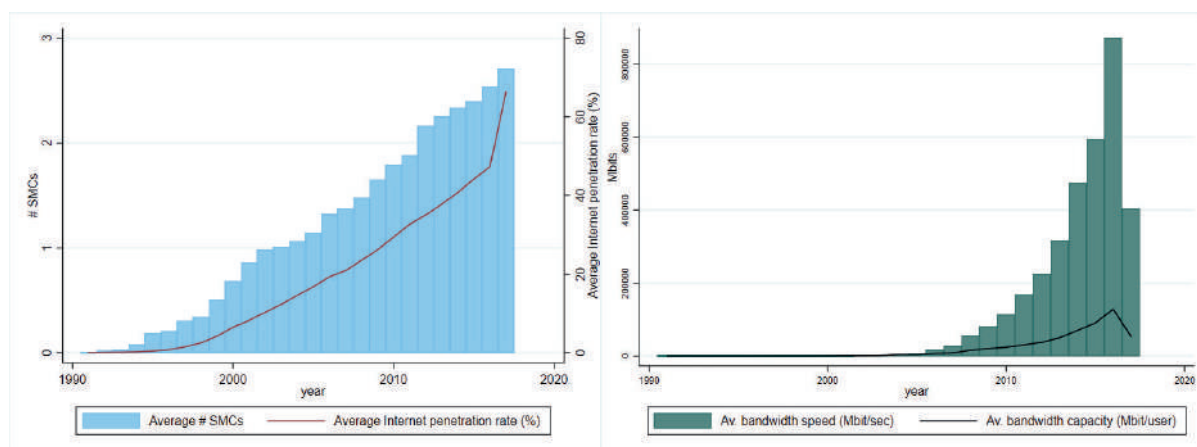 3
2
1
0
# SMCs
80
60
40
20
0
Average Internet penetration rate (%)
1990
2000
2010
2020
year
Average # SMCs
Average Internet penetration rate (%)
800000
600000
400000
200000
0
Mbits
1990
2000
2010
2020
year
Av. bandwidth speed (Mbit/sec)
Av. bandwidth capacity (Mbit/user)